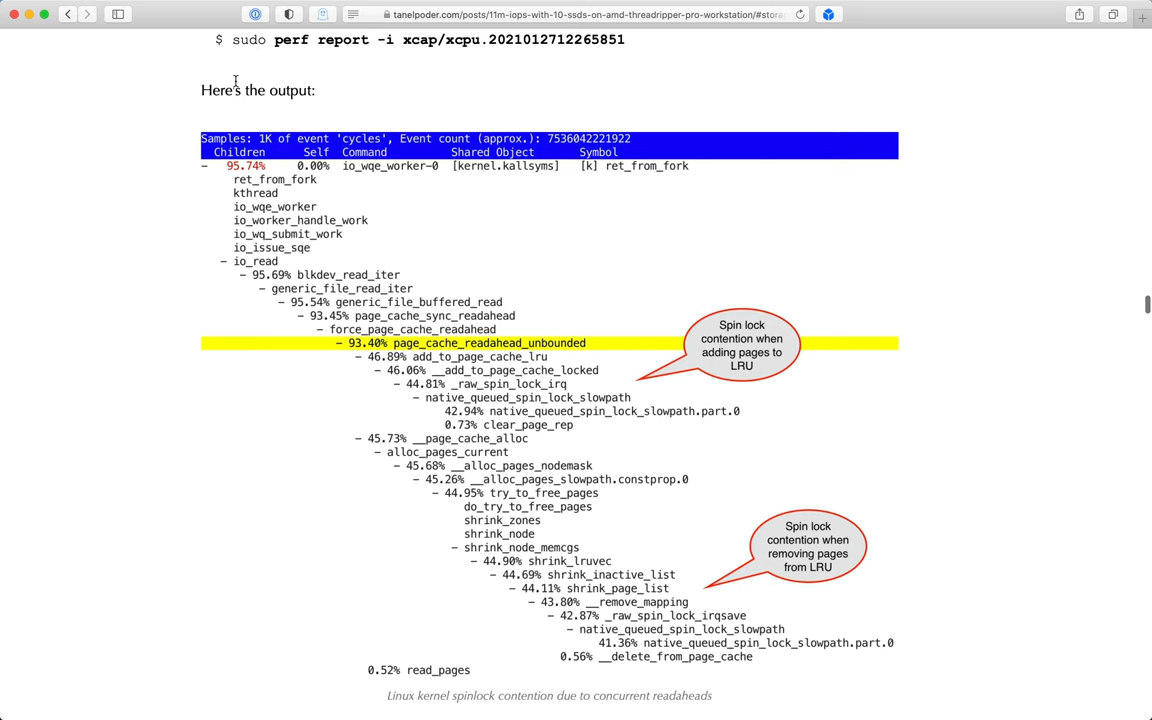 tanelpoder.com/posts/11m-iops-with-10-ssds-on-amd-threadripper-pro-workstation/#stora
$ sudo perf report -i xcap/xcpu.2021012712265851
Here's the output:
Samples: 1K of event 'cycles', Event count (approx.): 7536042221922
Children Self Command Shared Object Symbol
- 95.74% 0.00% io_wqe_worker-0 [kernel.kallsyms] [k] ret_from_fork
ret_from_fork
kthread
io_wqe_worker
io_worker_handle_work
io_wq_submit_work
io_issue_sqe
- io_read
- 95.69% blkdev_read_iter
- generic_file_read_iter
- 95.54% generic_file_buffered_read
- 93.45% page_cache_sync_readahead
- force_page_cache_readahead
- 93.40% page_cache_readahead_unbounded
- 46.89% add_to_page_cache_lru
- 46.06% __add_to_page_cache_locked
- 44.81% _raw_spin_lock_irq
- native_queued_spin_lock_slowpath
42.94% native_queued_spin_lock_slowpath.part.0
0.73% clear_page_rep
Spin lock
contention when
adding pages to
LRU
- 45.73% __page_cache_alloc
- alloc_pages_current
- 45.68% __alloc_pages_nodemask
- 45.26% __alloc_pages_slowpath.constprop.0
- 44.95% try_to_free_pages
do_try_to_free_pages
shrink_zones
shrink_node
- shrink_node_memcgs
- 44.90% shrink_lruvec
- 44.69% shrink_inactive_list
- 44.11% shrink_page_list
- 43.80% __remove_mapping
- 42.87% _raw_spin_lock_irqsave
- native_queued_spin_lock_slowpath
41.36% native_queued_spin_lock_slowpath.part.0
0.56% __delete_from_page_cache
Spin lock
contention when
removing pages
from LRU
0.52% read_pages
Linux kernel spinlock contention due to concurrent readaheads